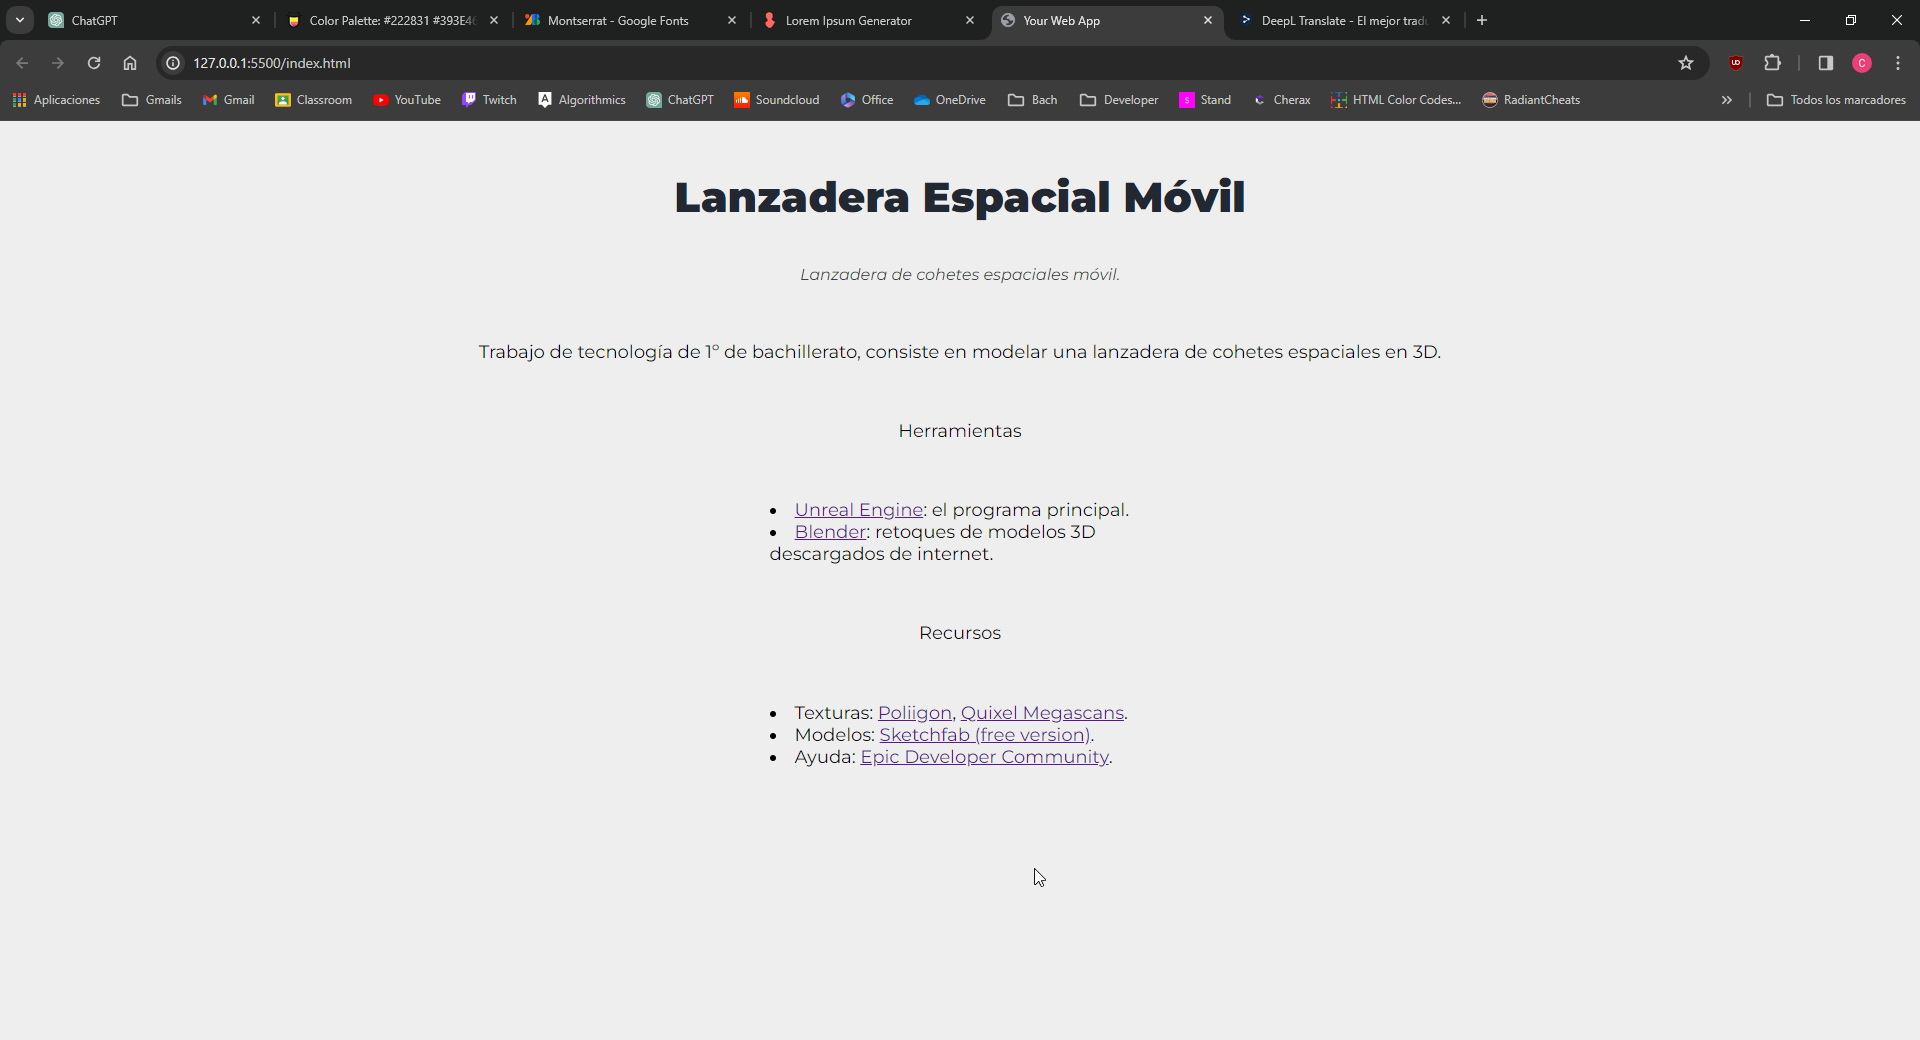 ChatGPT
Color Palette: #222831 #393E46
Montserrat - Google Fonts
Lorem Ipsum Generator
Your Web App
DeepL Translate - El mejor tradu
127.0.0.1:5500/index.html
C
Aplicaciones
Gmails
Gmail
Classroom
YouTube
Twitch
Algorithmics
ChatGPT
Soundcloud
Office
OneDrive
Bach
Developer
Stand
Cherax
HTML Color Codes...
RadiantCheats
Todos los marcadores
Lanzadera Espacial Móvil
Lanzadera de cohetes espaciales móvil.
Trabajo de tecnología de 1º de bachillerato, consiste en modelar una lanzadera de cohetes espaciales en 3D.
Herramientas
• Unreal Engine: el programa principal.
• Blender: retoques de modelos 3D
descargados de internet.
Recursos
• Texturas: Poliigon, Quixel Megascans.
• Modelos: Sketchfab (free version).
• Ayuda: Epic Developer Community.